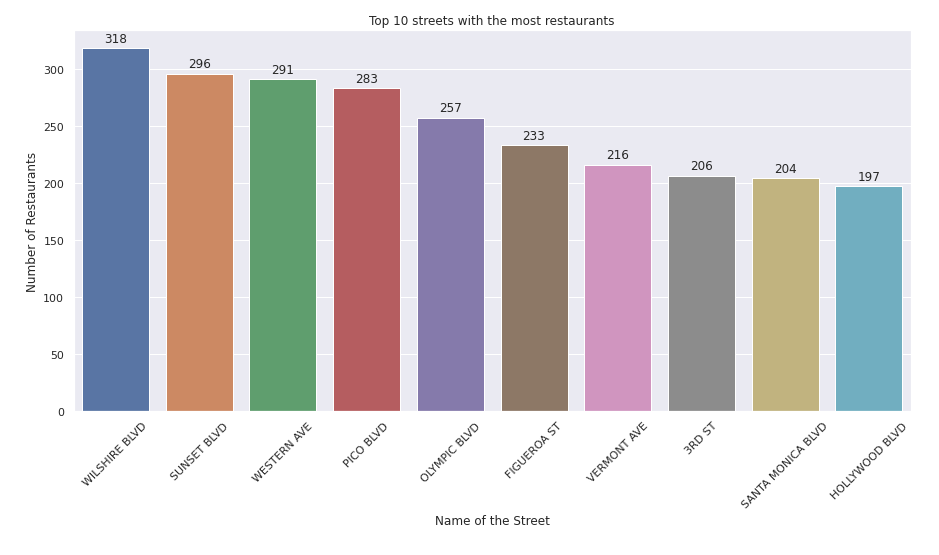 Top 10 streets with the most restaurants
318
296
291
283
257
233
216
206
204
197
Number of Restaurants
300
250
200
150
100
50
0
WILSHIRE BLVD
SUNSET BLVD
WESTERN AVE
PICO BLVD
OLYMPIC BLVD
FIGUEROA ST
VERMONT AVE
3RD ST
SANTA MONICA BLVD
HOLLYWOOD BLVD
Name of the Street